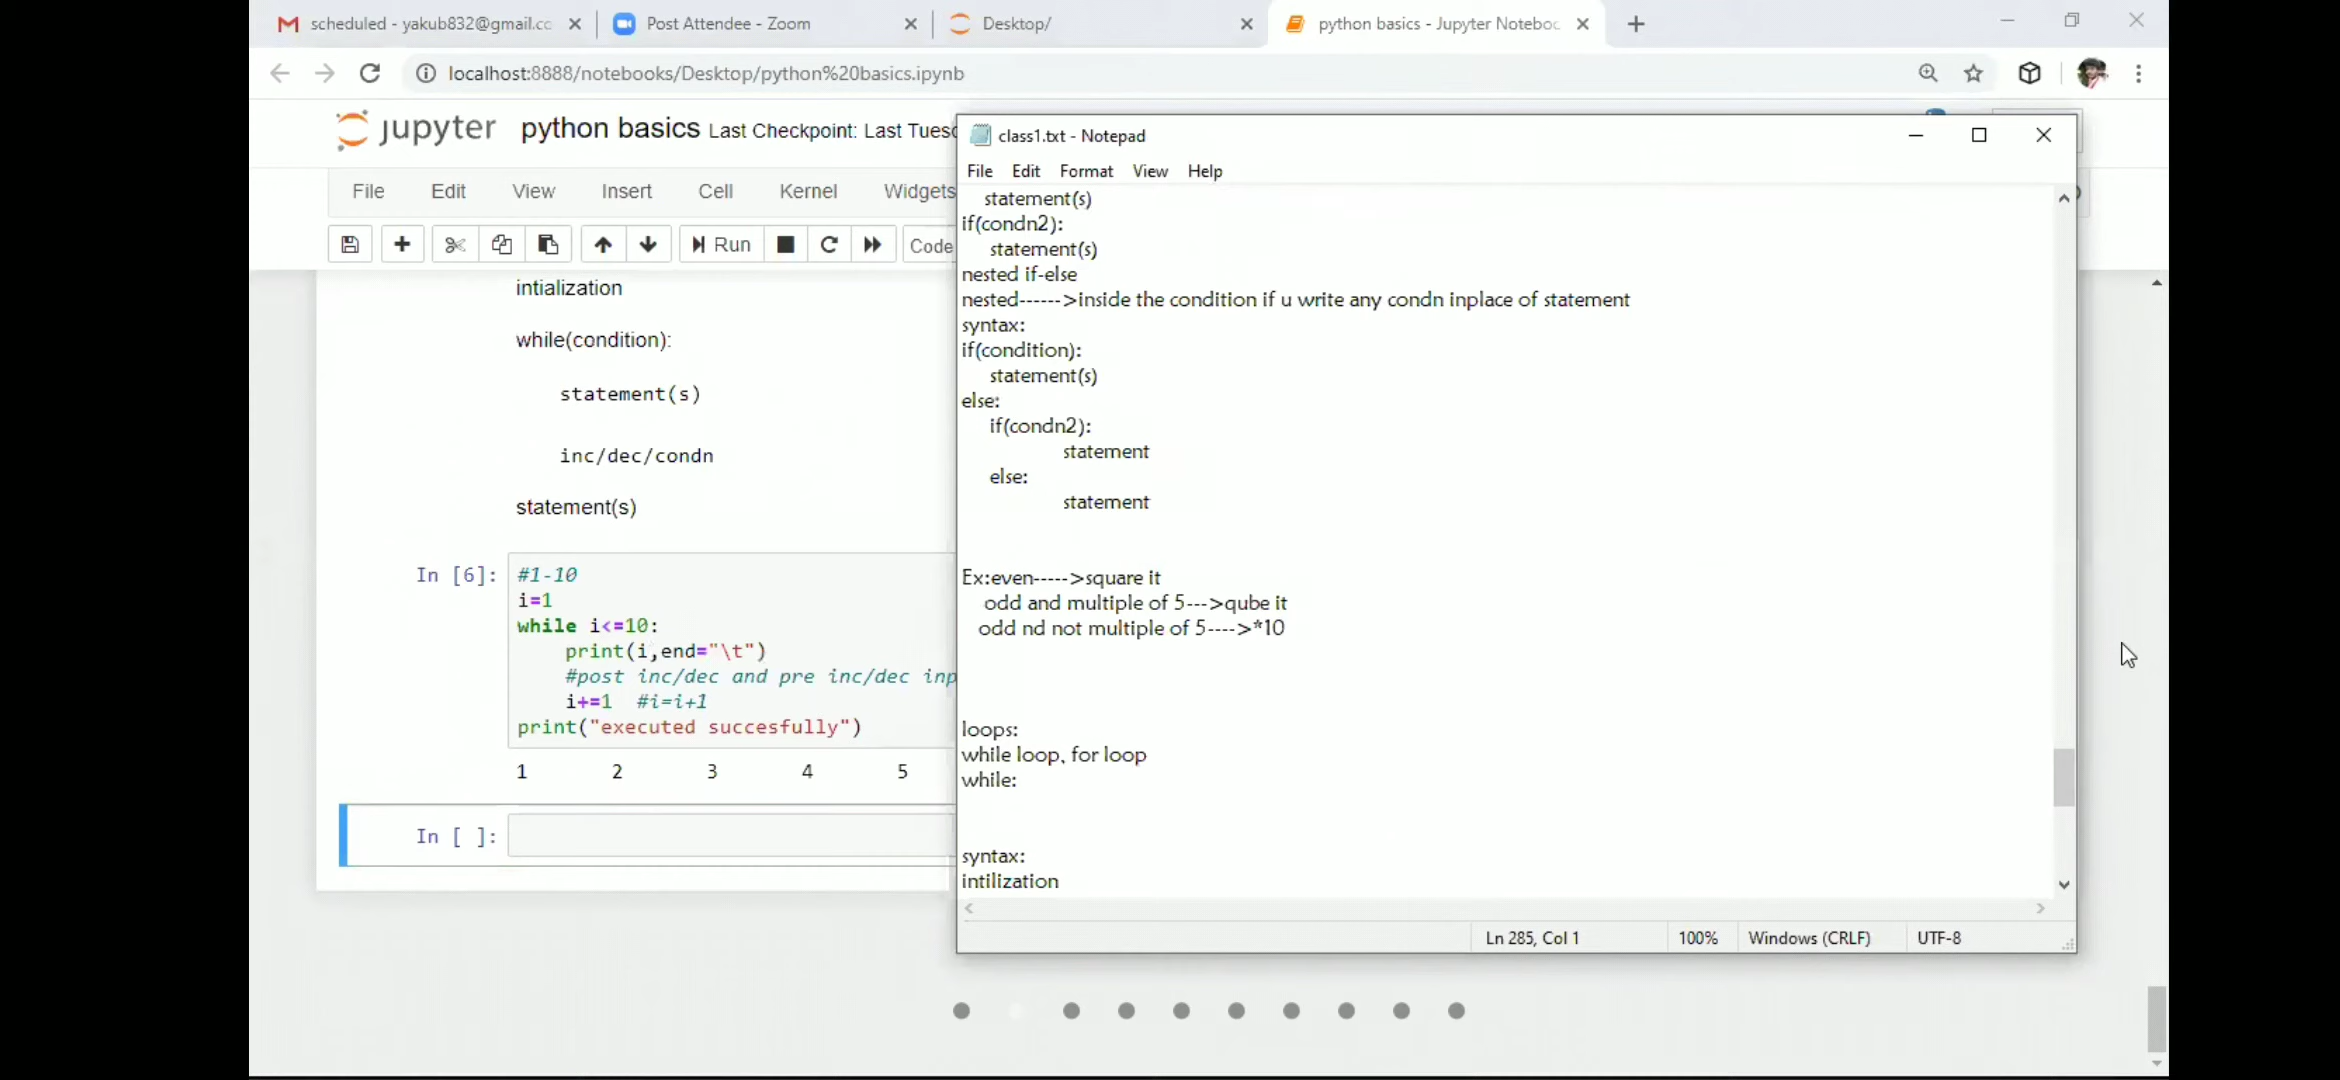 scheduled - yakub832@gmail.cc
Post Attendee - Zoom
Desktop/
python basics - Jupyter Noteboc
localhost:8888/notebooks/Desktop/python%20basics.ipynb
jupyter python basics Last Checkpoint: Last Tuesc
File Edit View Insert Cell Kernel Widgets
Run Code
intialization
while(condition):
statement(s)
inc/dec/condn
statement(s)
In [6]: #1-10
i=1
while i<=10:
print(i,end="\t")
#post inc/dec and pre inc/dec inp
i+=1 #i=i+1
print("executed succesfully")
1 2 3 4 5
In [ ]:
class1.txt - Notepad
File Edit Format View Help
statement(s)
if(condn2):
statement(s)
nested if-else
nested------>inside the condition if u write any condn inplace of statement
syntax:
if(condition):
statement(s)
else:
if(condn2):
statement
else:
statement
Ex:even----->square it
odd and multiple of 5--->qube it
odd nd not multiple of 5---->*10
loops:
while loop, for loop
while:
syntax:
intilization
Ln 285, Col 1 100% Windows (CRLF) UTF-8